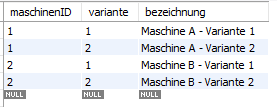 maschinenID variante bezeichnung
1 1 Maschine A - Variante 1
1 2 Maschine A - Variante 2
2 1 Maschine B - Variante 1
2 2 Maschine B - Variante 2
NULL NULL NULL